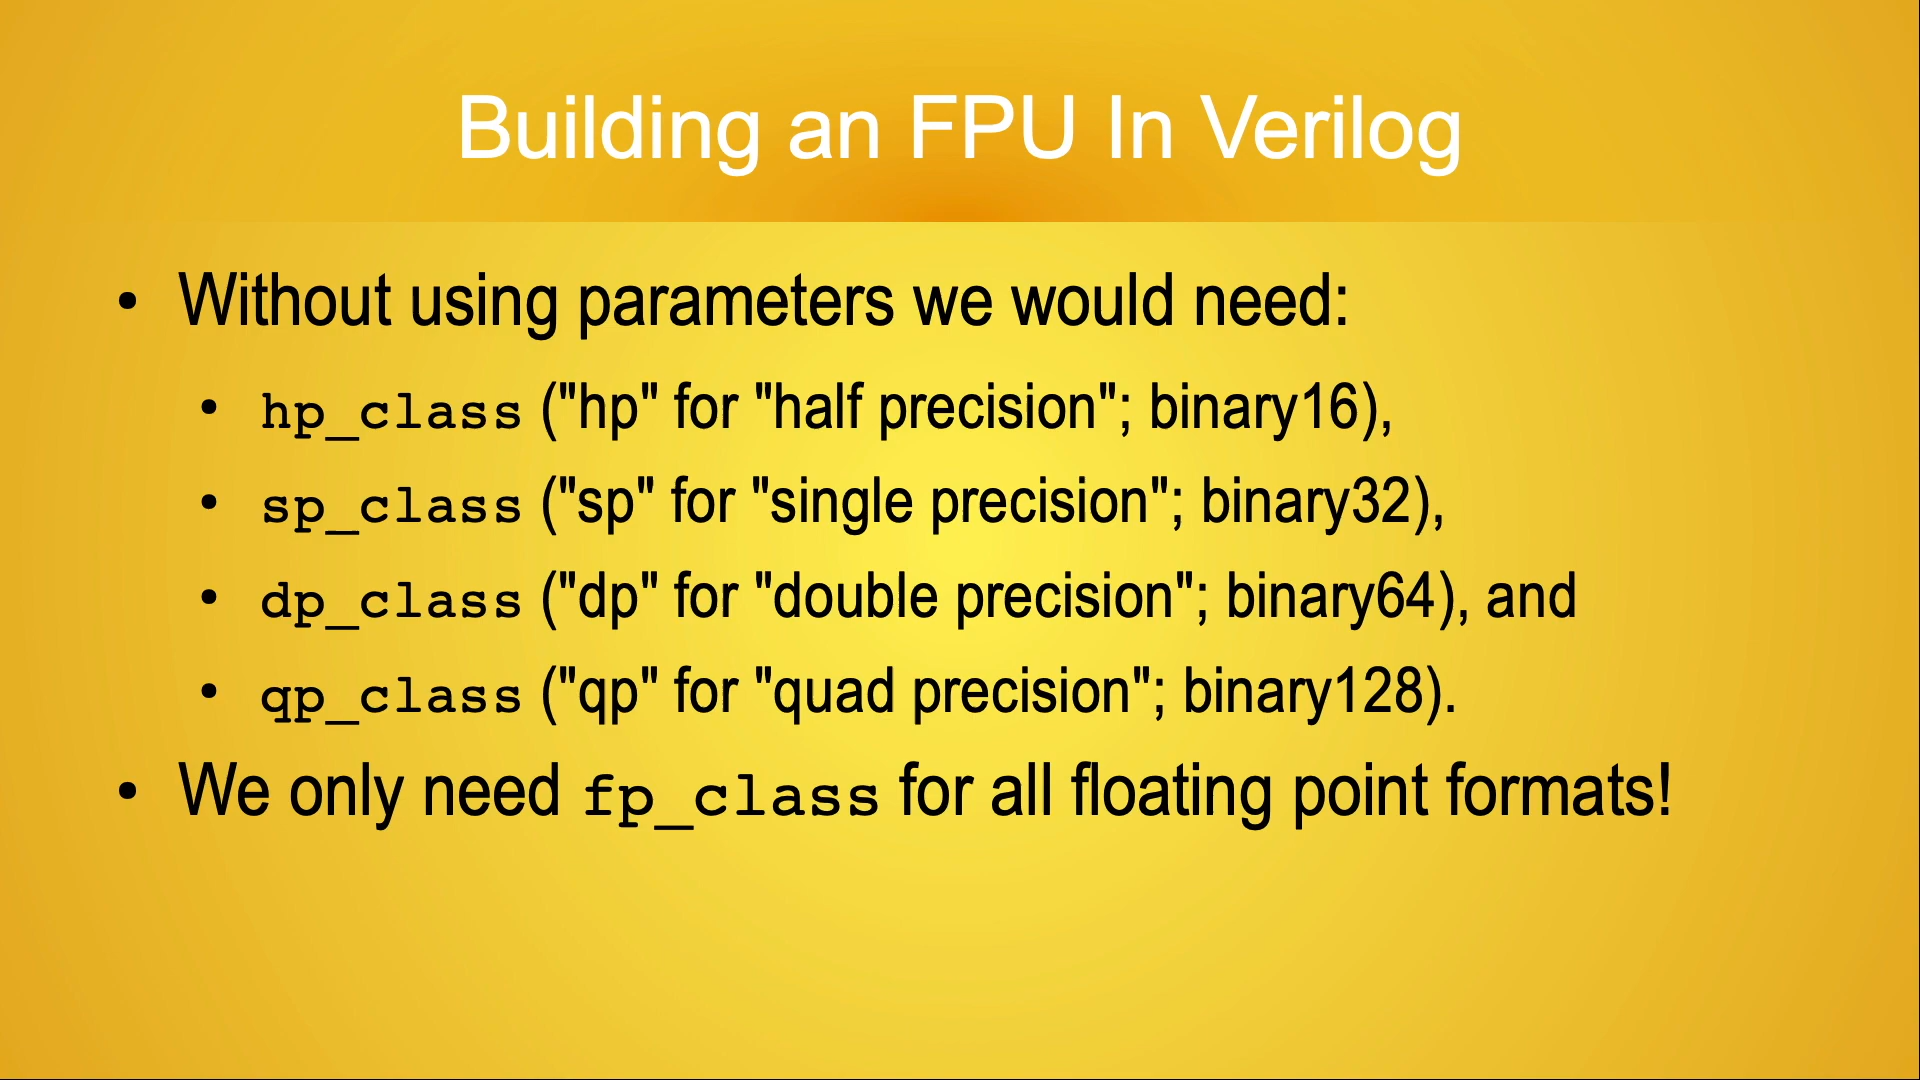 Building an FPU In Verilog
• Without using parameters we would need:
• hp_class ("hp" for "half precision"; binary16),
• sp_class ("sp" for "single precision"; binary32),
• dp_class ("dp" for "double precision"; binary64), and
• qp_class ("qp" for "quad precision"; binary128).
• We only need fp_class for all floating point formats!